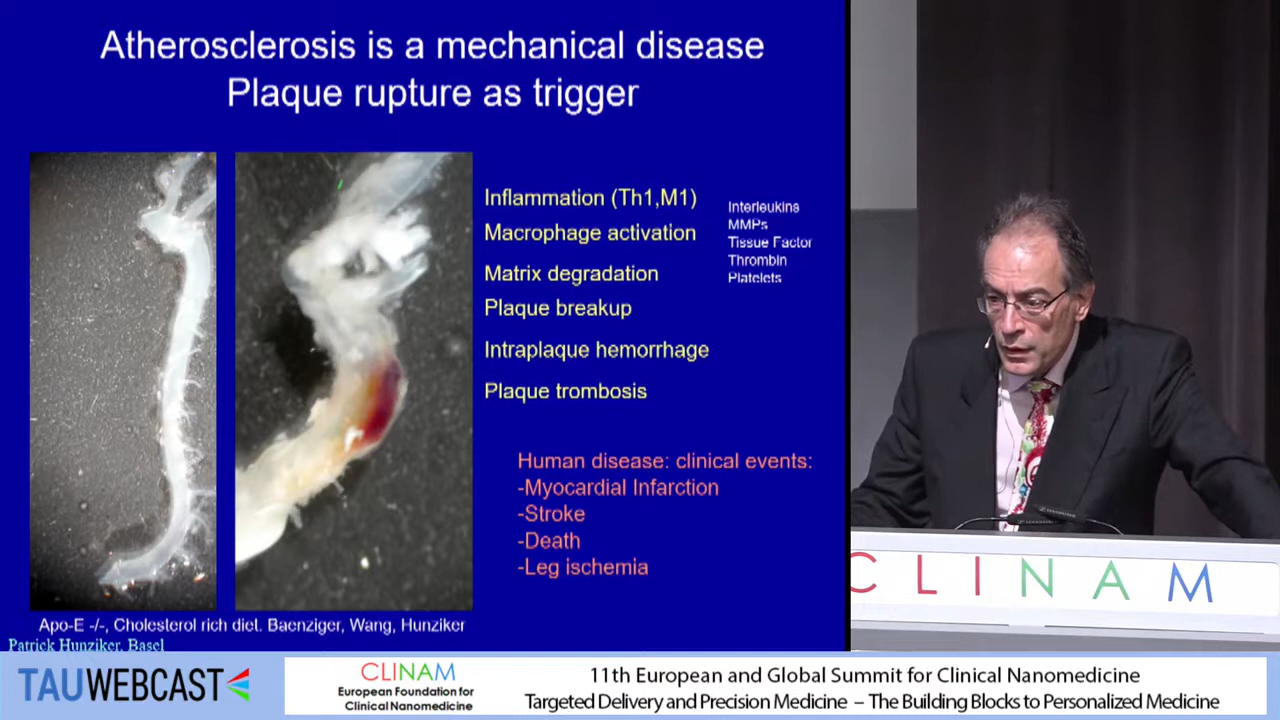 Atherosclerosis is a mechanical disease
Plaque rupture as trigger
Inflammation (Th1,M1)
Macrophage activation
Matrix degradation
Plaque breakup
Intraplaque hemorrhage
Plaque trombosis
Interleukins
MMPs
Tissue Factor
Thrombin
Platelets
Human disease: clinical events:
-Myocardial Infarction
-Stroke
-Death
-Leg ischemia
Apo-E -/-, Cholesterol rich diet. Baenziger, Wang, Hunziker
Patrick Hunziker, Basel
CLINAM
TAUWEBCAST
CLINAM
European Foundation for
Clinical Nanomedicine
11th European and Global Summit for Clinical Nanomedicine
Targeted Delivery and Precision Medicine – The Building Blocks to Personalized Medicine